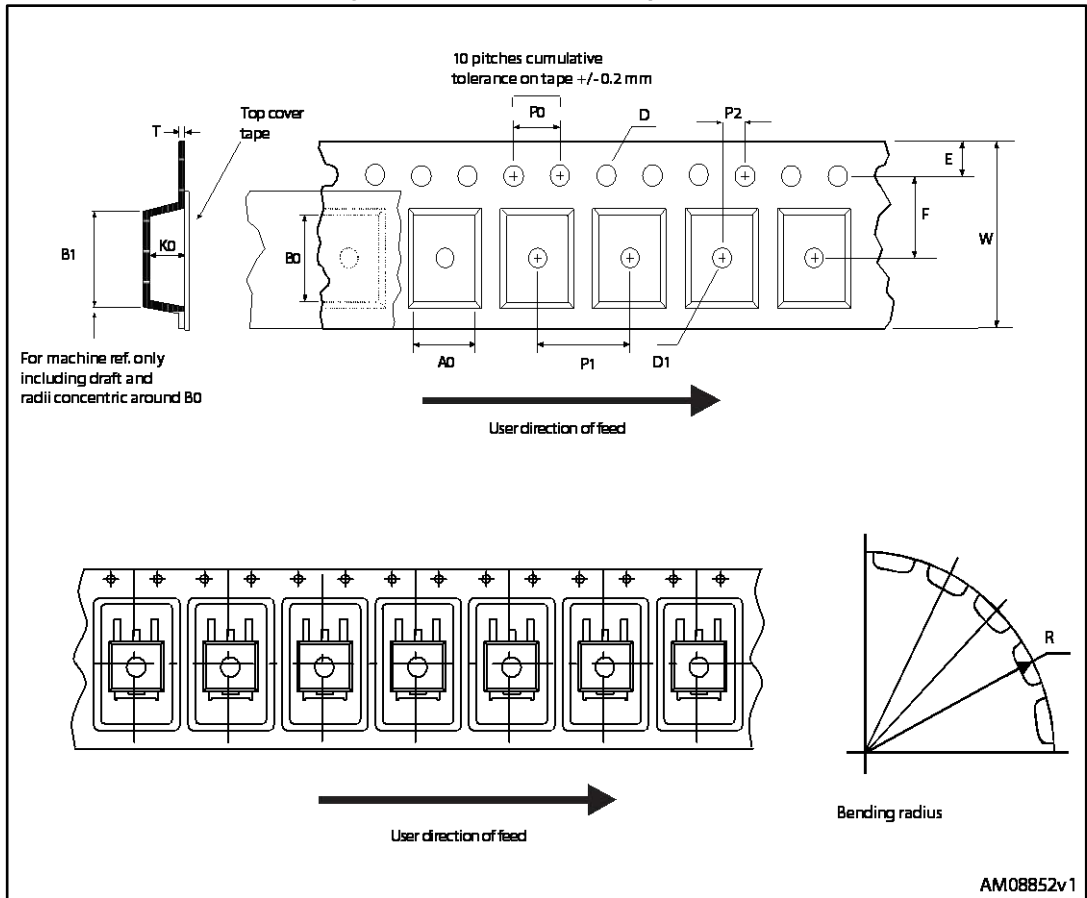 10 pitches cumulative
tolerance on tape +/- 0.2 mm
P0
D
P2
T
Top cover
tape
E
F
W
B1
K0
B0
For machine ref. only
including draft and
radii concentric around B0
A0
P1
D1
User direction of feed
R
User direction of feed
Bending radius
AM08852v1